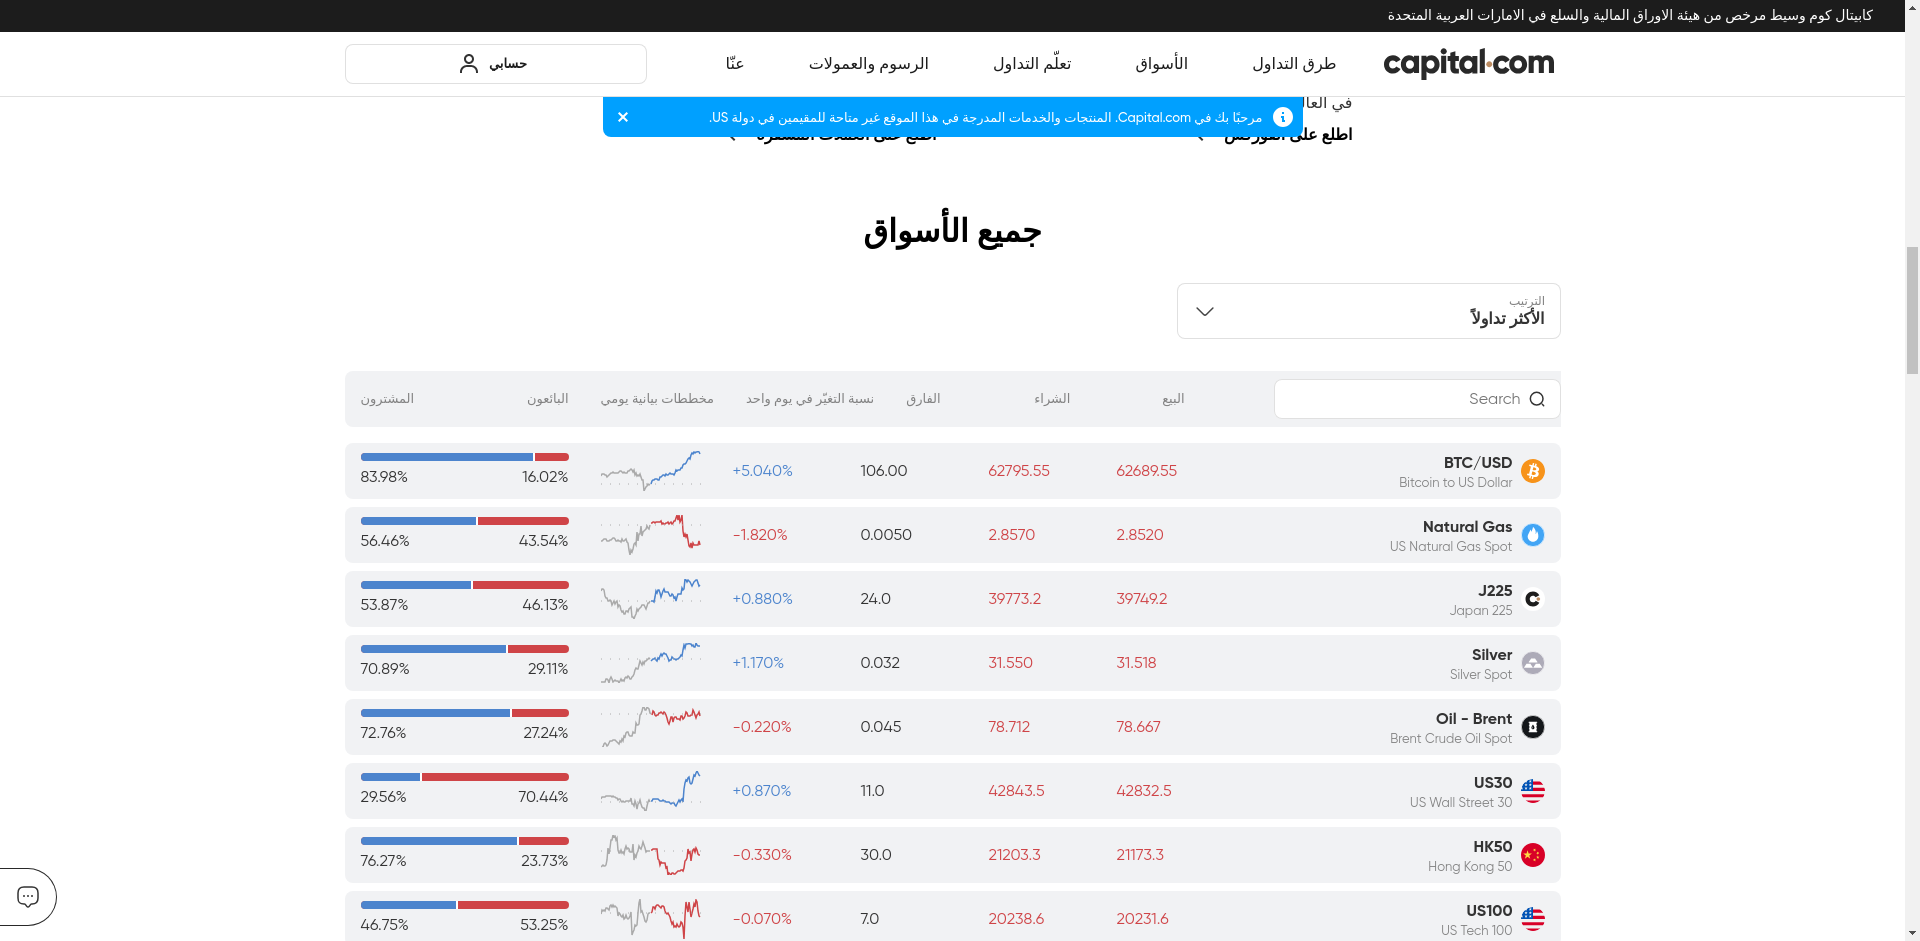 كابيتال كوم وسيط مرخص من هيئة الاوراق المالية والسلع في الامارات العربية المتحدة
capital.com
طرق التداول
الأسواق
تعلّم التداول
الرسوم والعمولات
عنّا
حسابي
مرحبًا بك في Capital.com. المنتجات والخدمات المدرجة في هذا الموقع غير متاحة للمقيمين في دولة US.
في
اطلع على الفوركس
اطلع على العملات المشفرة
جميع الأسواق
الترتيب
الأكثر تداولاً
Search
البيع
الشراء
الفارق
نسبة التغيّر في يوم واحد
مخططات بيانية يومي
البائعون
المشترون
BTC/USD
Bitcoin to US Dollar
62689.55
62795.55
106.00
+5.040%
16.02%
83.98%
Natural Gas
US Natural Gas Spot
2.8520
2.8570
0.0050
-1.820%
43.54%
56.46%
J225
Japan 225
39749.2
39773.2
24.0
+0.880%
46.13%
53.87%
Silver
Silver Spot
31.518
31.550
0.032
+1.170%
29.11%
70.89%
Oil - Brent
Brent Crude Oil Spot
78.667
78.712
0.045
-0.220%
27.24%
72.76%
US30
US Wall Street 30
42832.5
42843.5
11.0
+0.870%
70.44%
29.56%
HK50
Hong Kong 50
21173.3
21203.3
30.0
-0.330%
23.73%
76.27%
US100
US Tech 100
20231.6
20238.6
7.0
-0.070%
53.25%
46.75%